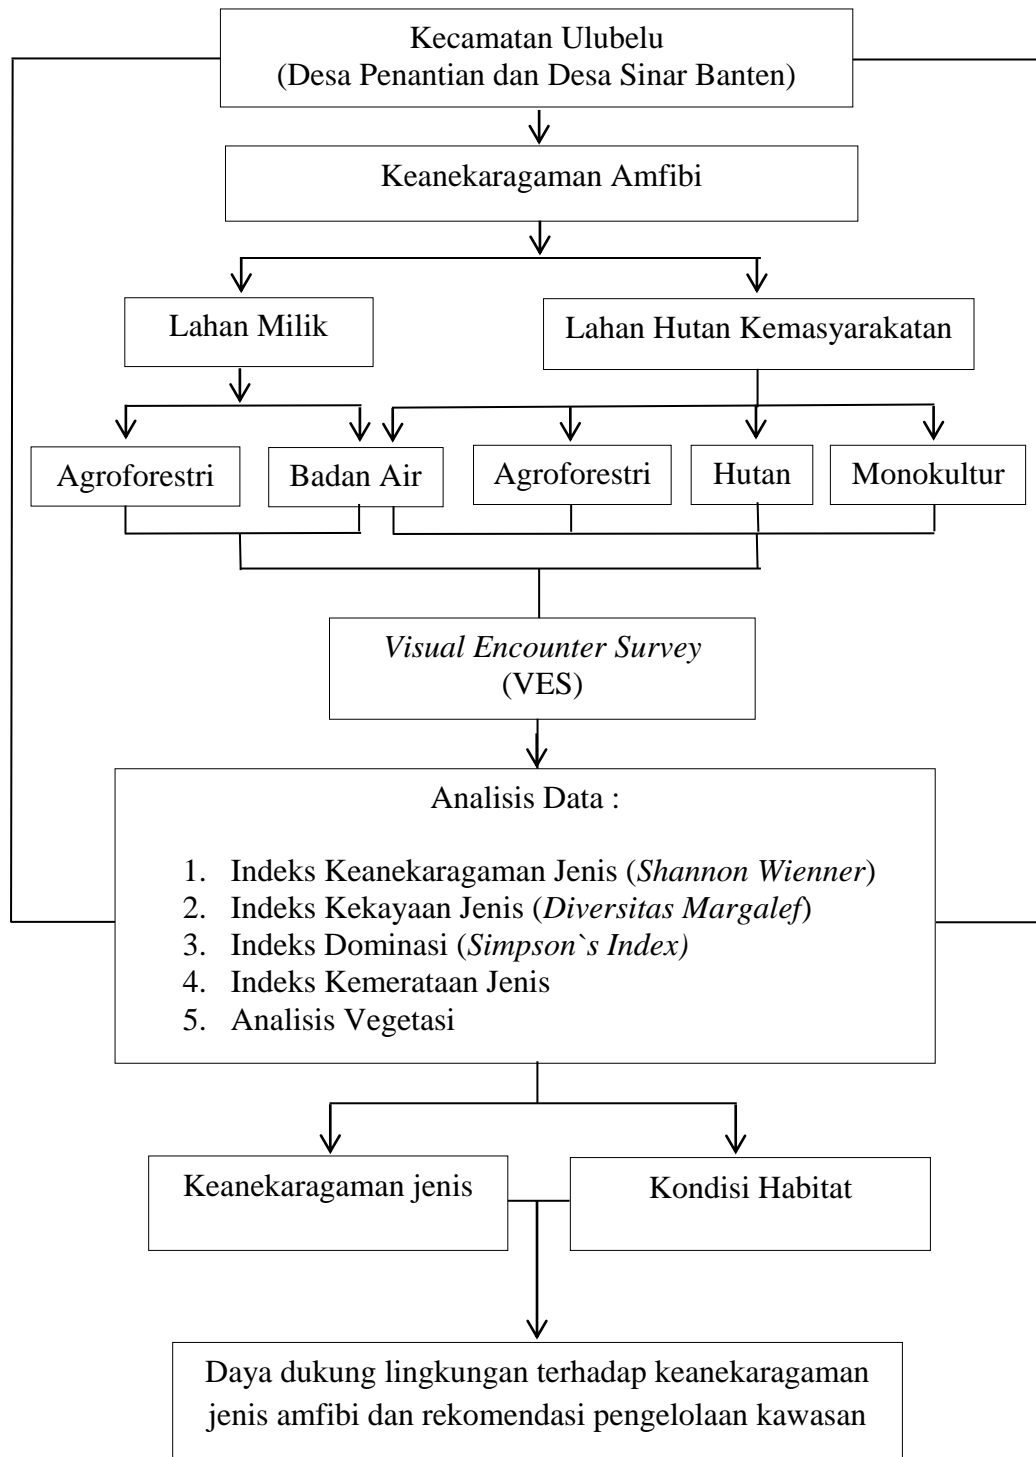 Kecamatan Ulubelu
(Desa Penantian dan Desa Sinar Banten)
Keanekaragaman Amfibi
Lahan Milik
Lahan Hutan Kemasyarakatan
Agroforestri
Badan Air
Agroforestri
Hutan
Monokultur
Visual Encounter Survey
(VES)
Analisis Data :
1. Indeks Keanekaragaman Jenis (Shannon Wienner)
2. Indeks Kekayaan Jenis (Diversitas Margalef)
3. Indeks Dominasi (Simpson`s Index)
4. Indeks Kemerataan Jenis
5. Analisis Vegetasi
Keanekaragaman jenis
Kondisi Habitat
Daya dukung lingkungan terhadap keanekaragaman
jenis amfibi dan rekomendasi pengelolaan kawasan